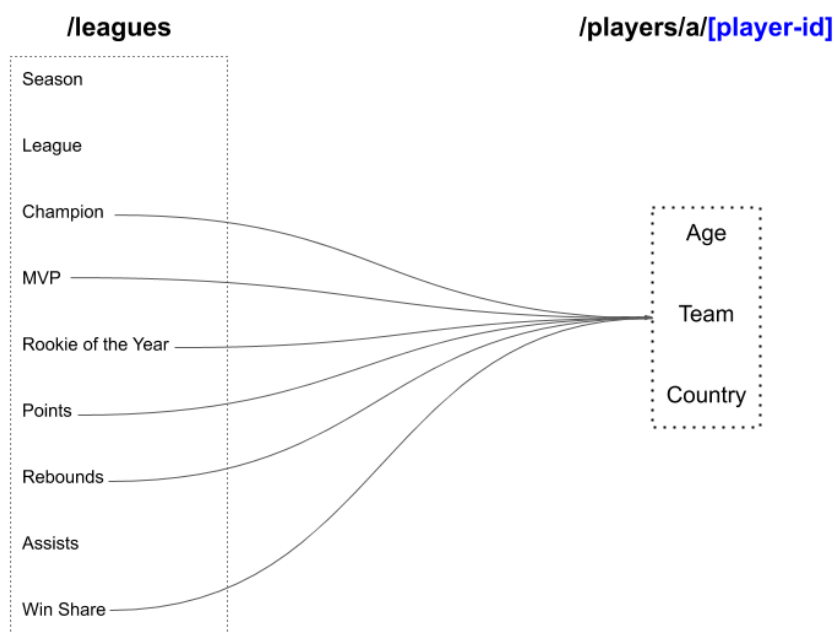 /leagues
/players/a/[player-id]
Season
League
Champion
MVP
Rookie of the Year
Points
Rebounds
Assists
Win Share
Age
Team
Country